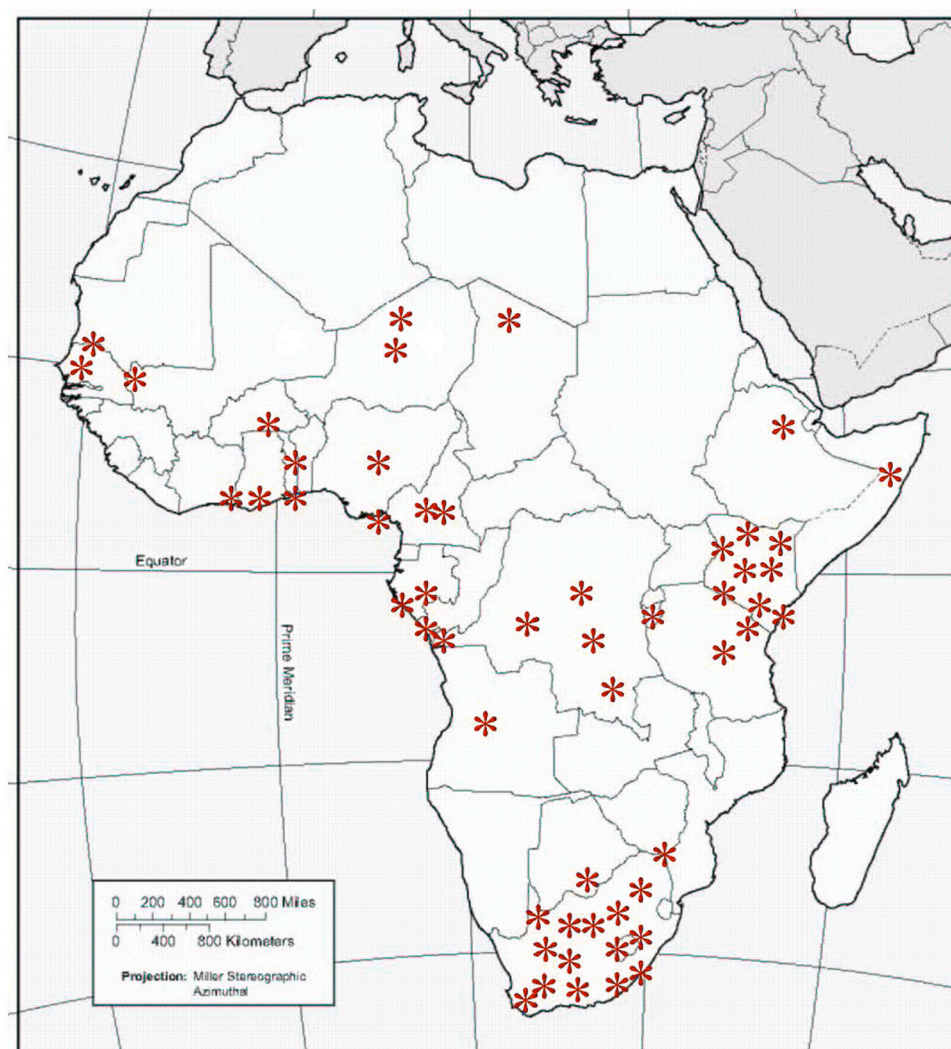 Equator
Prime Meridian
0 200 400 600 800 Miles
0 400 800 Kilometers
Projection: Miller Stereographic
Azimuthal